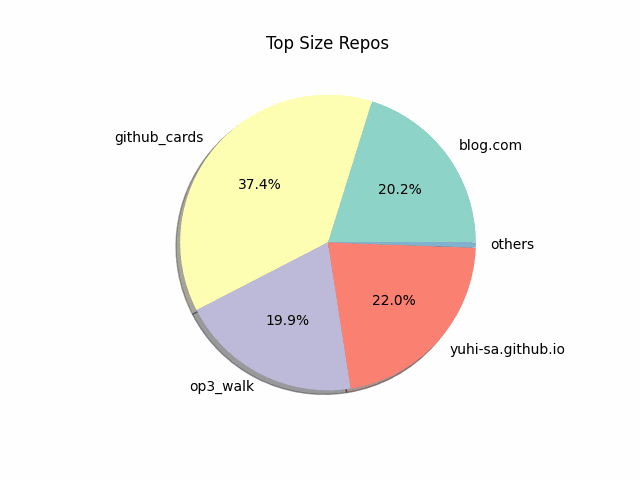 Top Size Repos
github_cards
blog.com
37.4%
20.2%
others
19.9%
22.0%
yuhi-sa.github.io
op3_walk